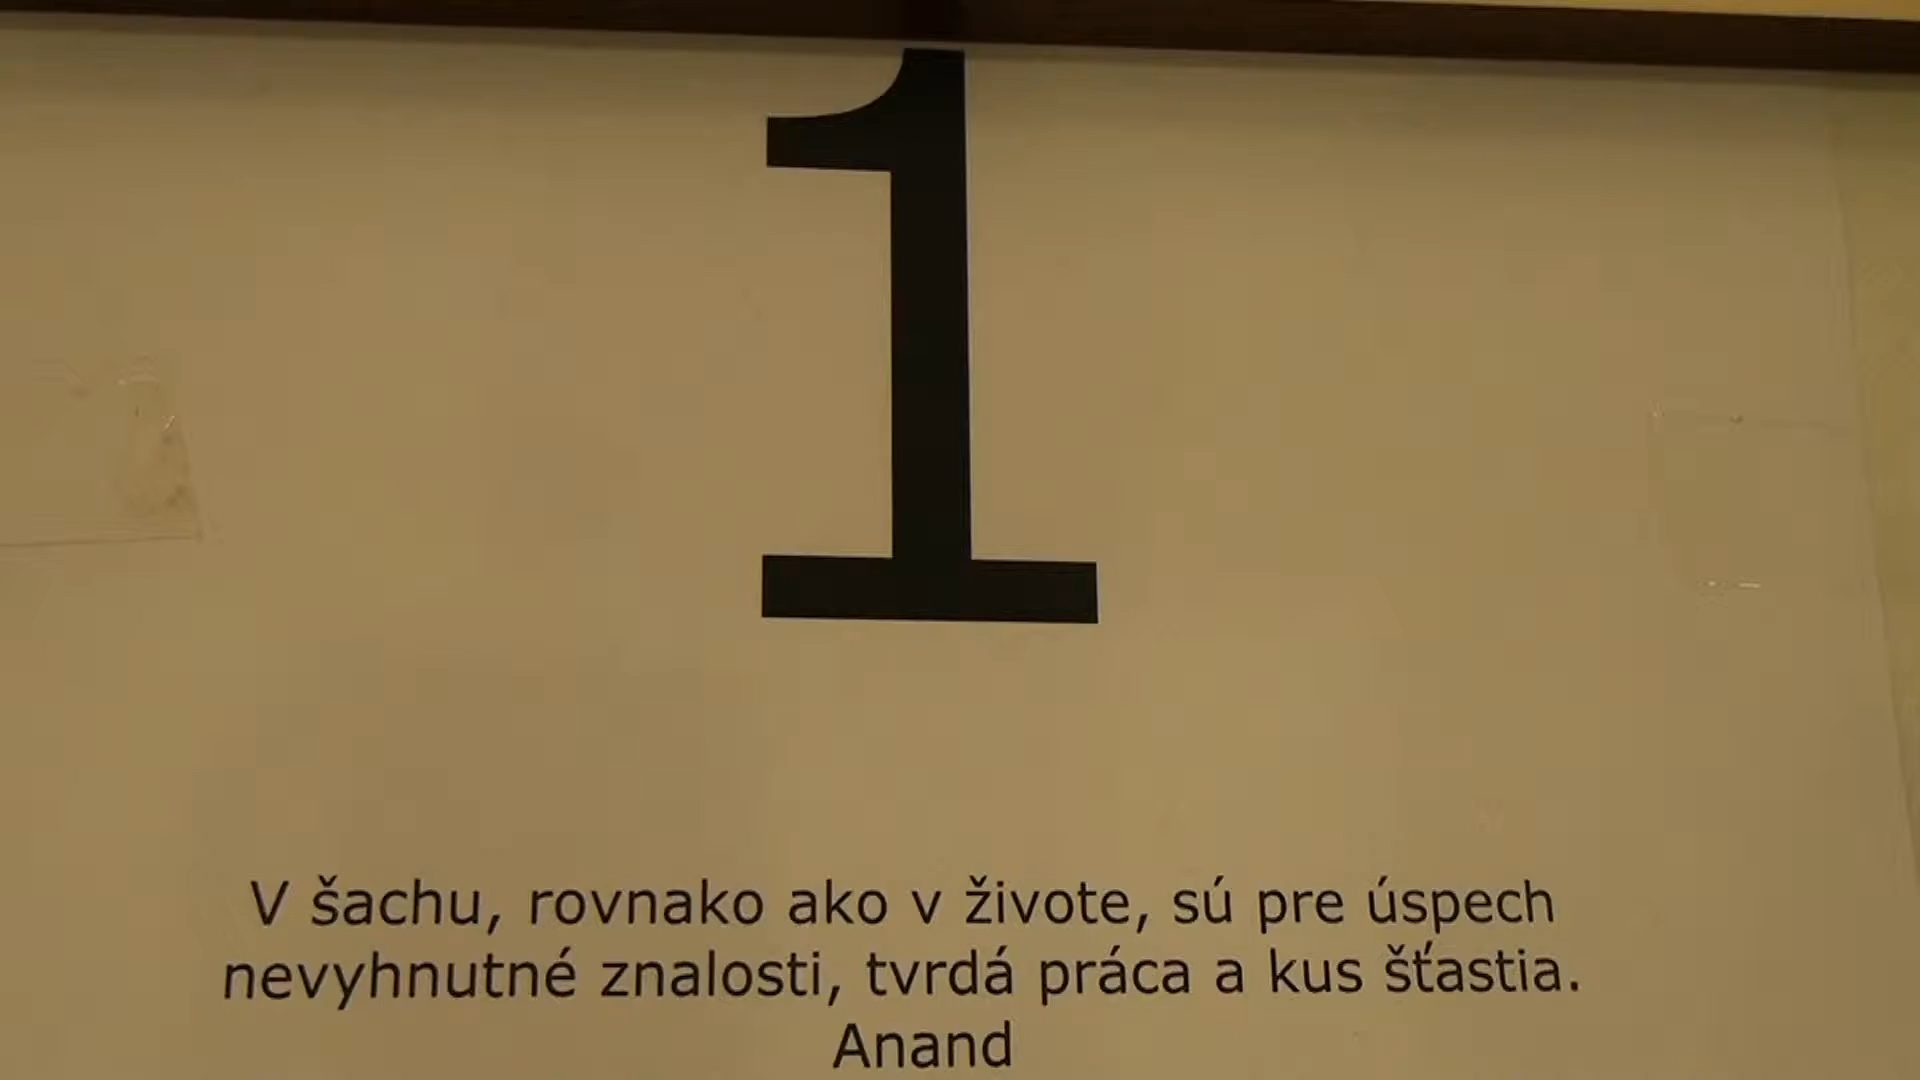 1
V šachu, rovnako ako v živote, sú pre úspech
nevyhnutné znalosti, tvrdá práca a kus šťastia.
Anand